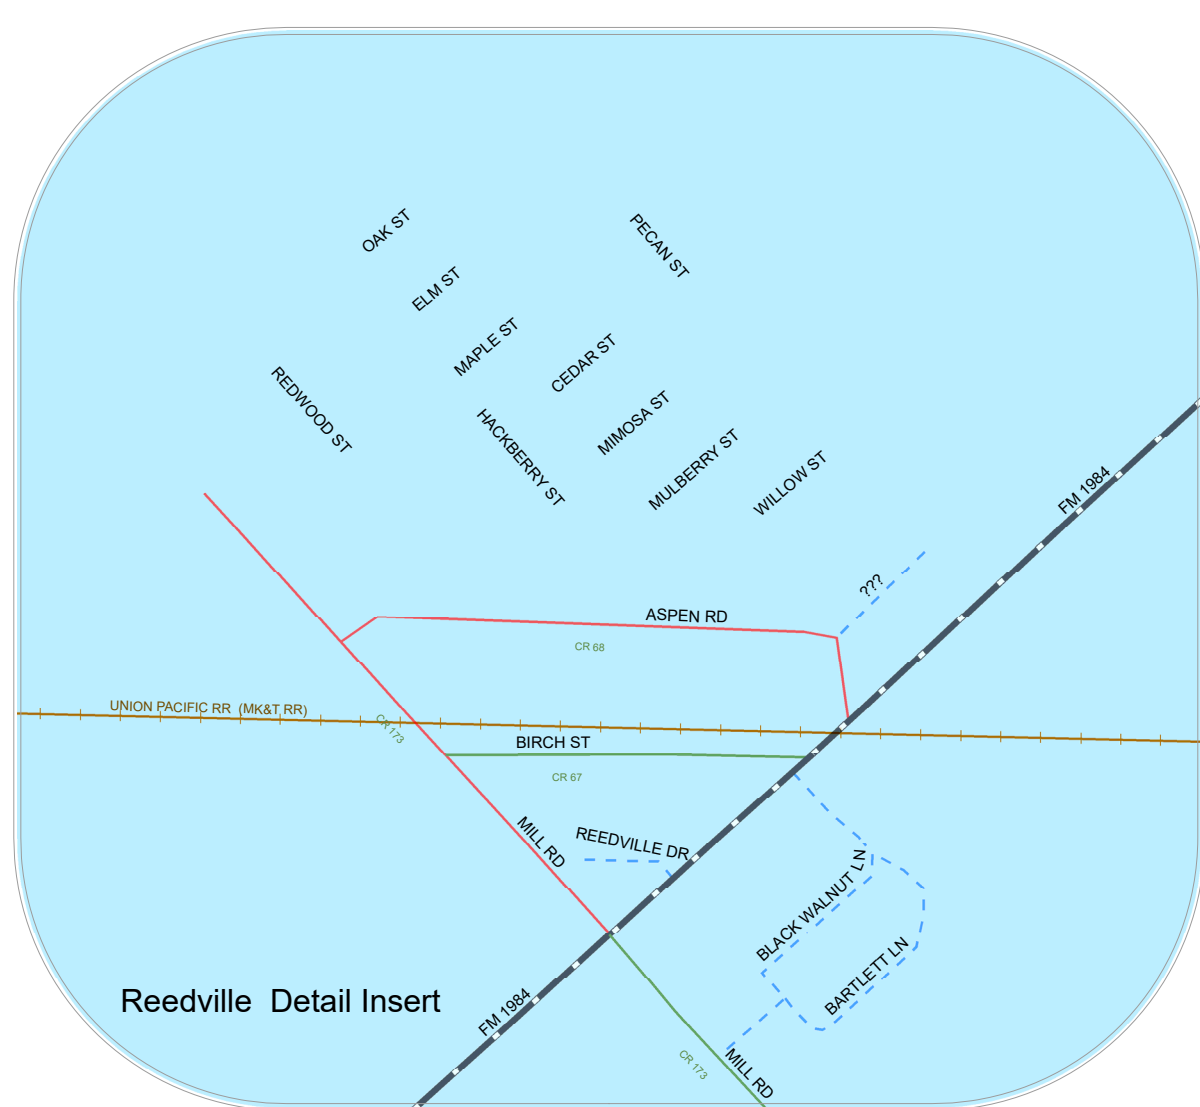 OAK ST
PECAN ST
ELM ST
MAPLE ST
CEDAR ST
REDWOOD ST
MIMOSA ST
HACKBERRY ST
MULBERRY ST
WILLOW ST
FM 1984
???
ASPEN RD
CR 68
UNION PACIFIC RR (MK&T RR)
CR 173
BIRCH ST
CR 67
MILL RD
REEDVILLE DR
BLACK WALNUT LN
BARTLETT LN
Reedville Detail Insert
FM 1984
CR 173
MILL RD